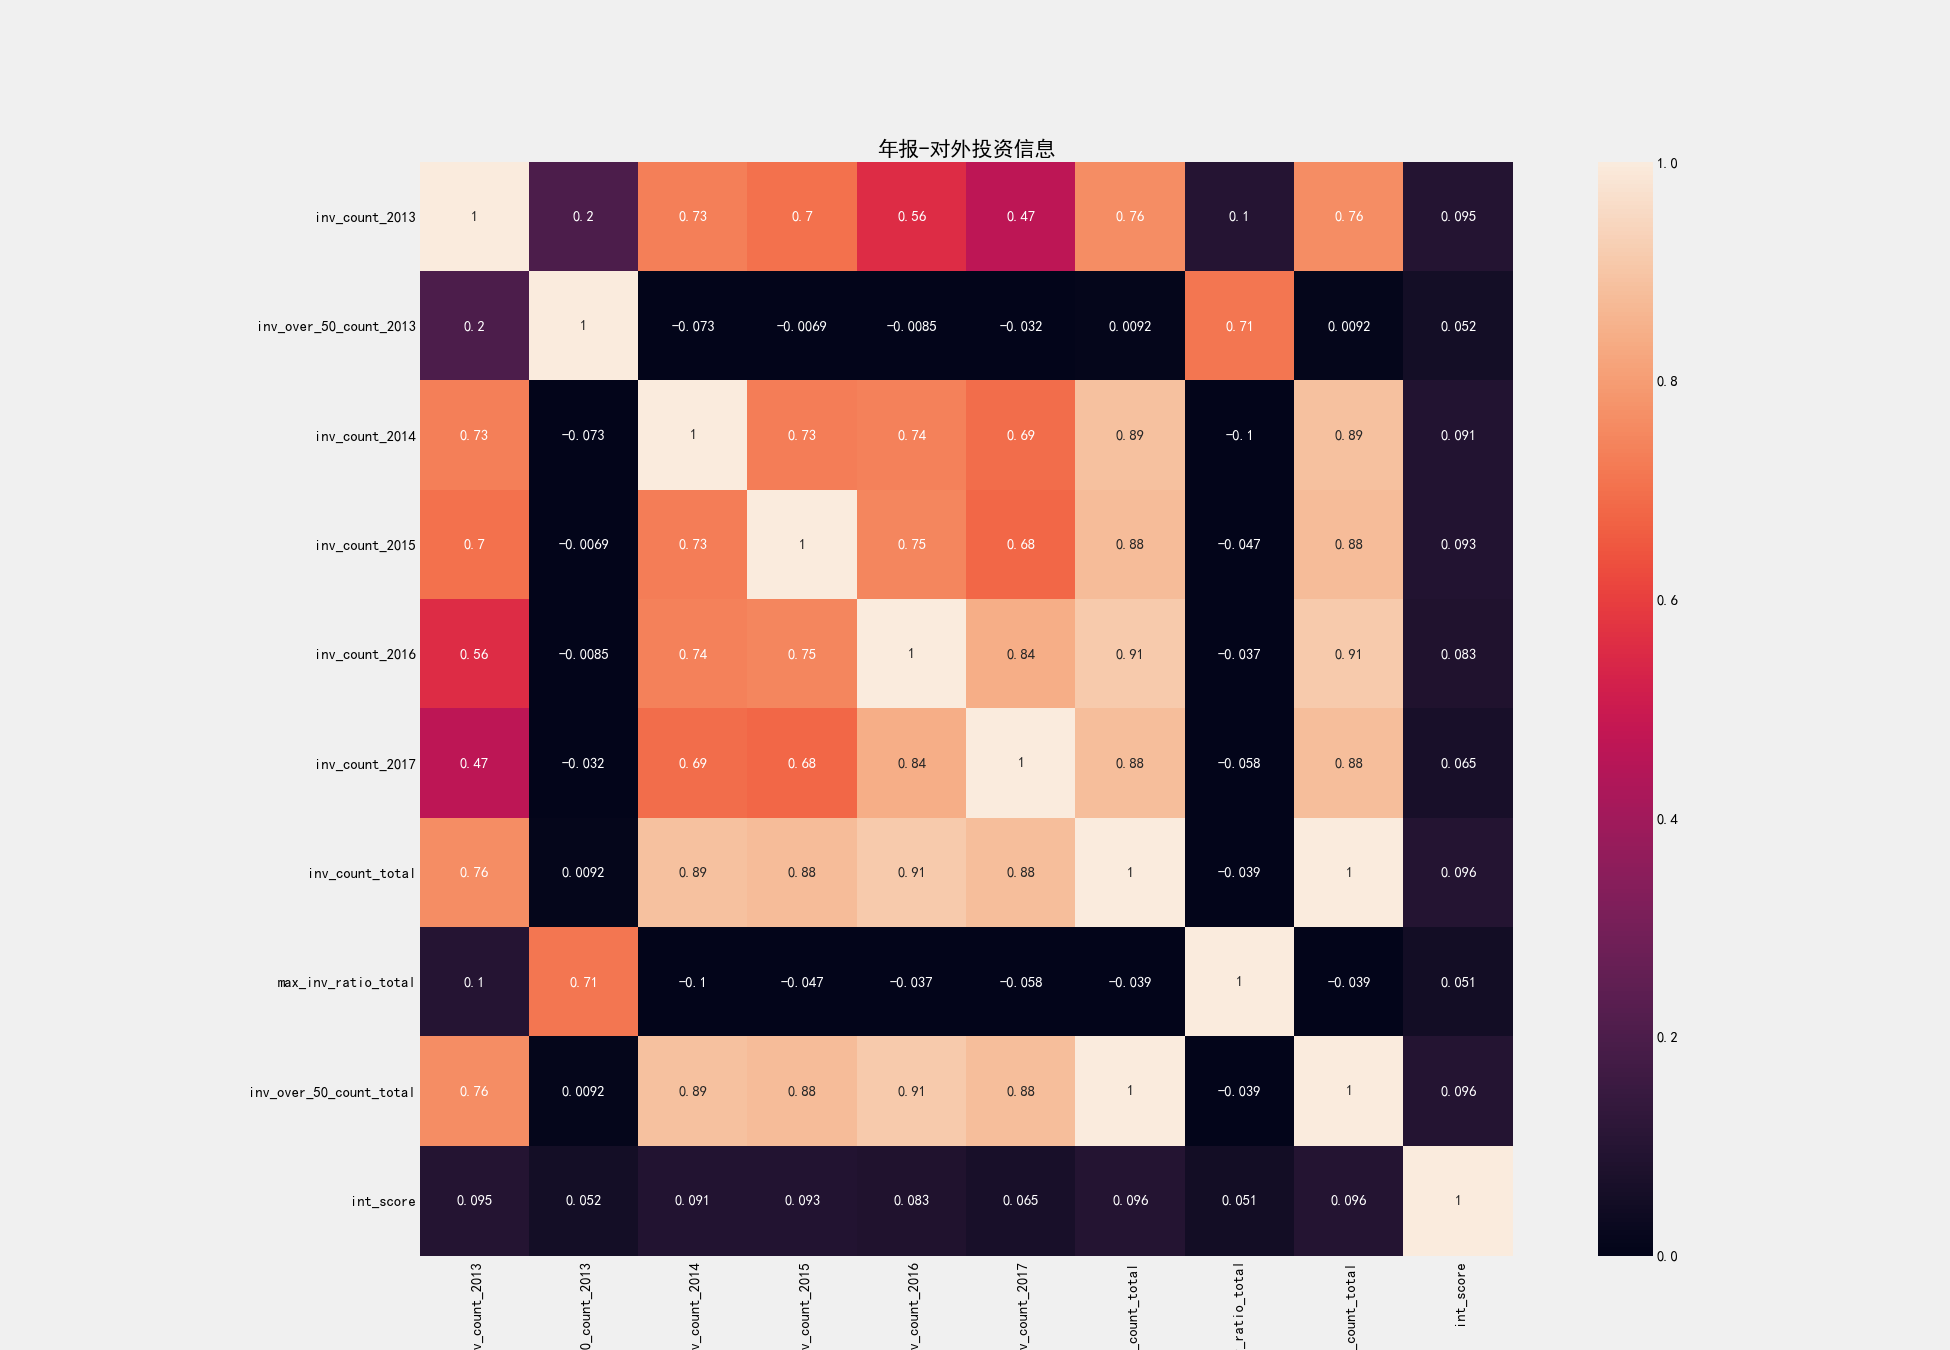 年报-对外投资信息
inv_count_2013 1 0.2 0.73 0.7 0.56 0.47 0.76 0.1 0.76 0.095
inv_over_50_count_2013 0.2 1 -0.073 -0.0069 -0.0085 -0.032 0.0092 0.71 0.0092 0.052
inv_count_2014 0.73 -0.073 1 0.73 0.74 0.69 0.89 -0.1 0.89 0.091
inv_count_2015 0.7 -0.0069 0.73 1 0.75 0.68 0.88 -0.047 0.88 0.093
inv_count_2016 0.56 -0.0085 0.74 0.75 1 0.84 0.91 -0.037 0.91 0.083
inv_count_2017 0.47 -0.032 0.69 0.68 0.84 1 0.88 -0.058 0.88 0.065
inv_count_total 0.76 0.0092 0.89 0.88 0.91 0.88 1 -0.039 1 0.096
max_inv_ratio_total 0.1 0.71 -0.1 -0.047 -0.037 -0.058 -0.039 1 -0.039 0.051
inv_over_50_count_total 0.76 0.0092 0.89 0.88 0.91 0.88 1 -0.039 1 0.096
int_score 0.095 0.052 0.091 0.093 0.083 0.065 0.096 0.051 0.096 1
v_count_2013
0_count_2013
v_count_2014
v_count_2015
v_count_2016
v_count_2017
_count_total
_ratio_total
_count_total
int_score
1.0
0.8
0.6
0.4
0.2
0.0